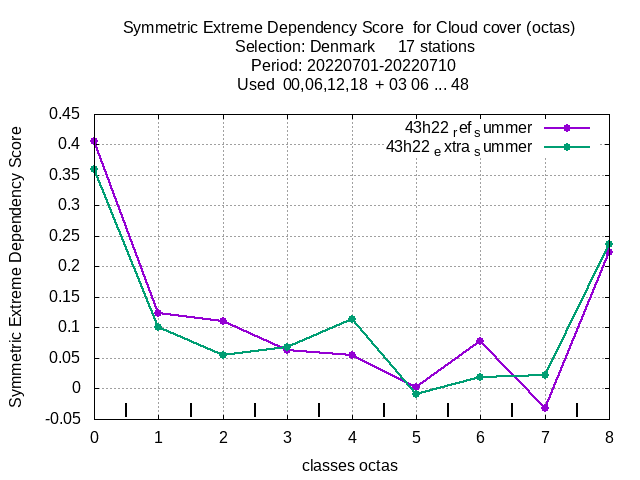 Symmetric Extreme Dependency Score  for Cloud cover (octas)
Selection: Denmark     17 stations
Period: 20220701-20220710
Used  00,06,12,18  + 03 06 ... 48
43h22 ref summer
43h22 extra summer
Symmetric Extreme Dependency Score
0.45
0.4
0.35
0.3
0.25
0.2
0.15
0.1
0.05
0
-0.05
0 1 2 3 4 5 6 7 8
classes octas